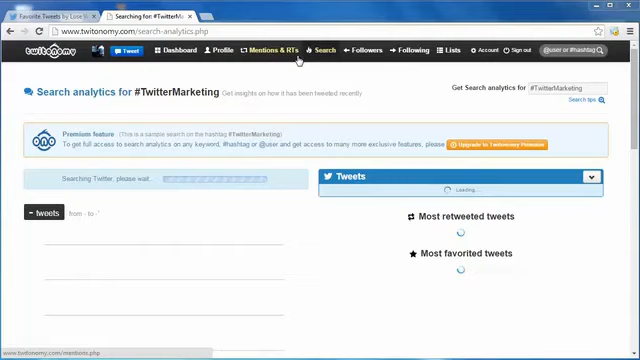 Favorite Tweets by Lose W
Searching for: #TwitterMar
www.twitonomy.com/search-analytics.php
twitonomy
Tweet
Dashboard
Profile
Mentions & RTs
Search
Followers
Following
Lists
Account
Sign out
@user or #hashtag
Search analytics for #TwitterMarketing Get insights on how it has been tweeted recently
Get Search analytics for #TwitterMarketing
Search tips
Premium feature (This is a sample search on the hashtag #TwitterMarketing)
To get full access to search analytics on any keyword, #hashtag or @user and get access to many more exclusive features, please Upgrade to Twitonomy Premium
Searching Twitter, please wait...
Tweets
Loading...
- tweets from - to -
Most retweeted tweets
Most favorited tweets
www.twitonomy.com/mentions.php